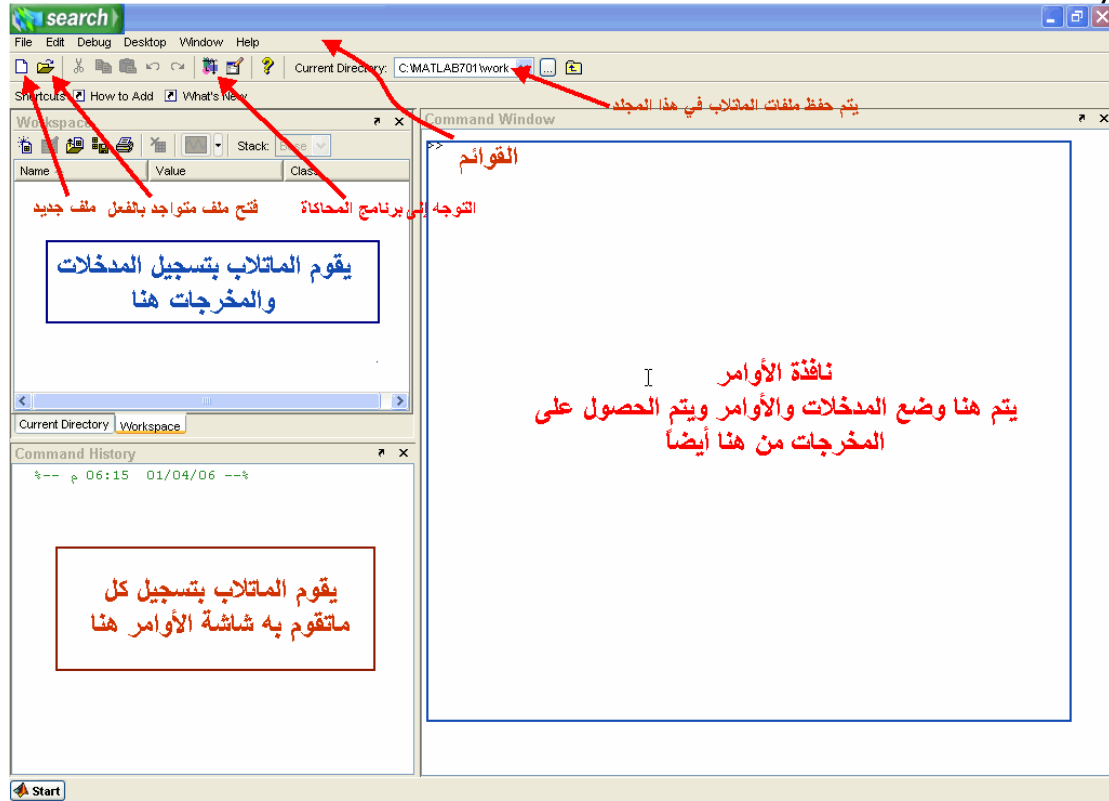 search
File Edit Debug Desktop Window Help
Current Directory: C:\MATLAB701\work
Shortcuts How to Add What's New
يتم حفظ ملفات الماتلاب في هذا المجلد
Workspace
Stack: Base
Name Value Class
ملف جديد
فتح ملف متواجد بالفعل
التوجه إلى برنامج المحاكاة
يقوم الماتلاب بتسجيل المدخلات
والمخرجات هنا
Current Directory Workspace
Command History
%-- 06:15 م 01/04/06 --%
يقوم الماتلاب بتسجيل كل
ماتقوم به شاشة الأوامر هنا
Command Window
>>
القوائم
نافذة الأوامر
يتم هنا وضع المدخلات والأوامر ويتم الحصول على
المخرجات من هنا أيضاً
Start